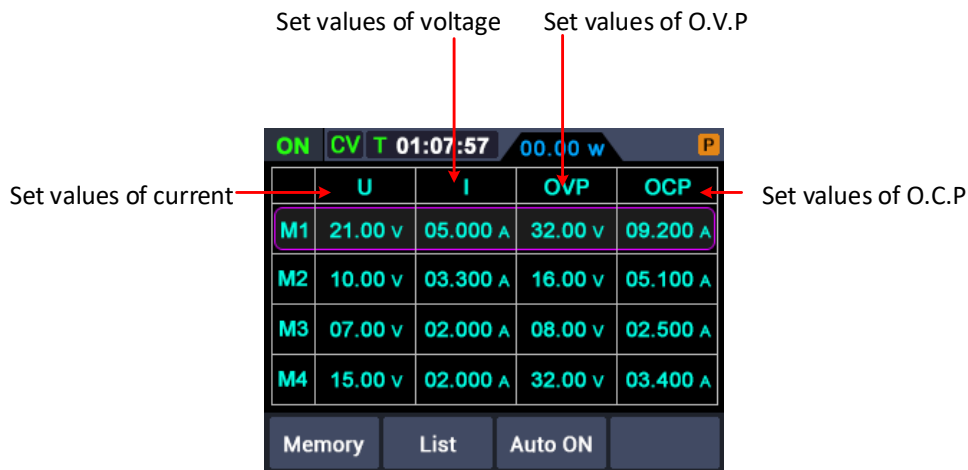 Set values of voltage Set values of O.V.P
ON CV T 01:07:57 00.00 w P
Set values of current U I OVP OCP Set values of O.C.P
M1 21.00 V 05.000 A 32.00 V 09.200 A
M2 10.00 V 03.300 A 16.00 V 05.100 A
M3 07.00 V 02.000 A 08.00 V 02.500 A
M4 15.00 V 02.000 A 32.00 V 03.400 A
Memory List Auto ON